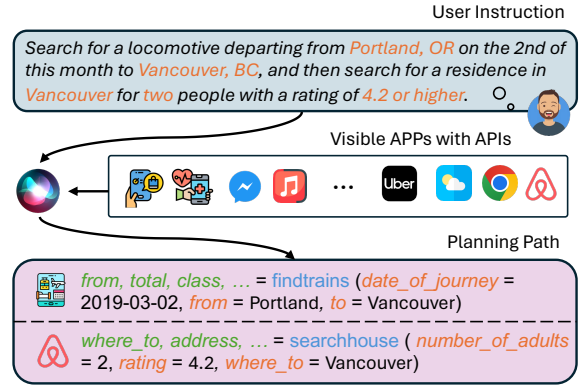 User Instruction
Search for a locomotive departing from Portland, OR on the 2nd of
this month to Vancouver, BC, and then search for a residence in
Vancouver for two people with a rating of 4.2 or higher.
Visible APPs with APIs
...
Uber
Planning Path
from, total, class, … = findtrains (date_of_journey =
2019-03-02, from = Portland, to = Vancouver)
where_to, address, … = searchhouse ( number_of_adults
= 2, rating = 4.2, where_to = Vancouver)